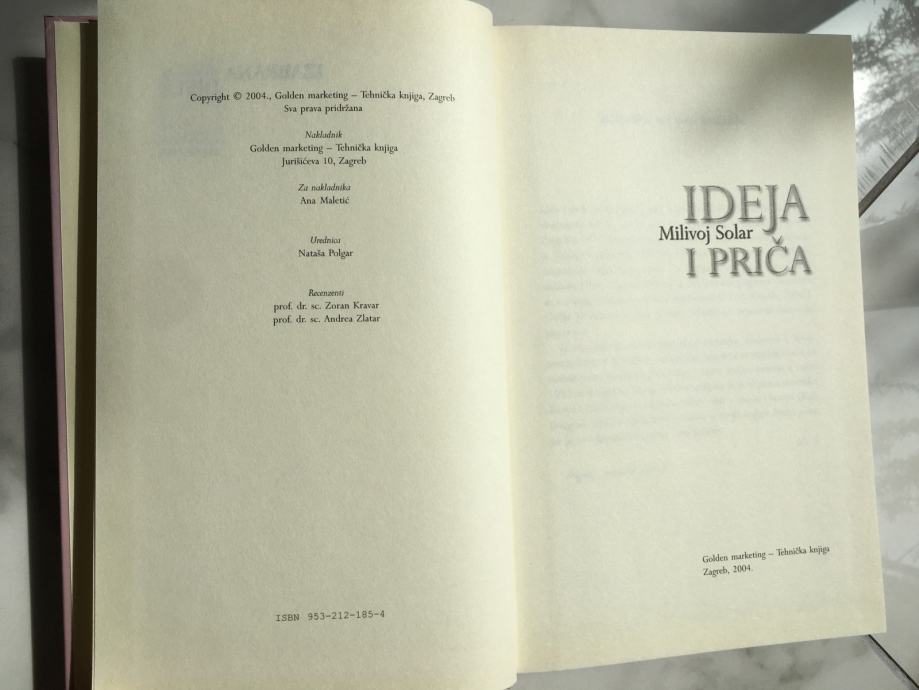 Copyright © 2004., Golden marketing – Tehnička knjiga, Zagreb
Sva prava pridržana
Nakladnik
Golden marketing – Tehnička knjiga
Jurišićeva 10, Zagreb
Za nakladnika
Ana Maletić
Urednica
Nataša Polgar
Recenzenti
prof. dr. sc. Zoran Kravar
prof. dr. sc. Andrea Zlatar
ISBN 953-212-185-4
IDEJA
Milivoj Solar
I PRIČA
Golden marketing – Tehnička knjiga
Zagreb, 2004.